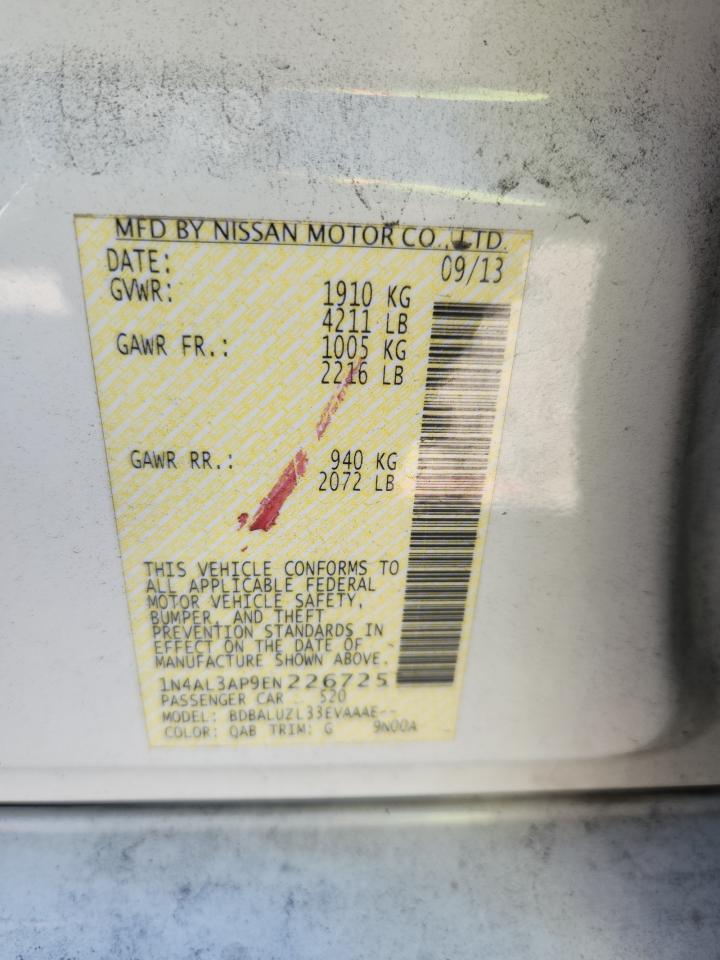 MFD BY NISSAN MOTOR CO., LTD.
DATE: 09/13
GVWR: 1910 KG
4211 LB
GAWR FR.: 1005 KG
2216 LB
GAWR RR.: 940 KG
2072 LB
THIS VEHICLE CONFORMS TO
ALL APPLICABLE FEDERAL
MOTOR VEHICLE SAFETY,
BUMPER, AND THEFT
PREVENTION STANDARDS IN
EFFECT ON THE DATE OF
MANUFACTURE SHOWN ABOVE.
1N4AL3AP9EN226725
PASSENGER CAR 520
MODEL: BDBALUZL33EVAAAE--
COLOR: QAB TRIM: G 9N00A